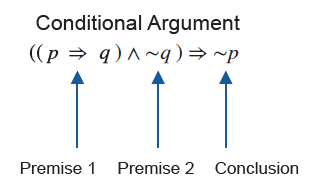 Conditional Argument
((p ⇒ q) ∧ ~q) ⇒ ~p
Premise 1 Premise 2 Conclusion